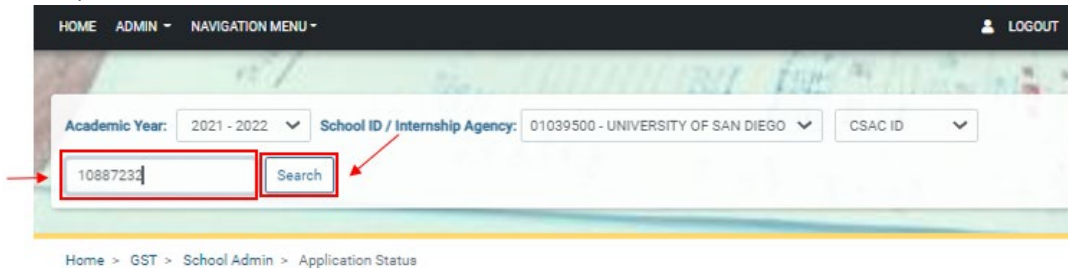 HOME ADMIN NAVIGATION MENU LOGOUT
Academic Year: 2021 - 2022 School ID / Internship Agency: 01039500 - UNIVERSITY OF SAN DIEGO CSAC ID
10887232 Search
Home > GST > School Admin > Application Status